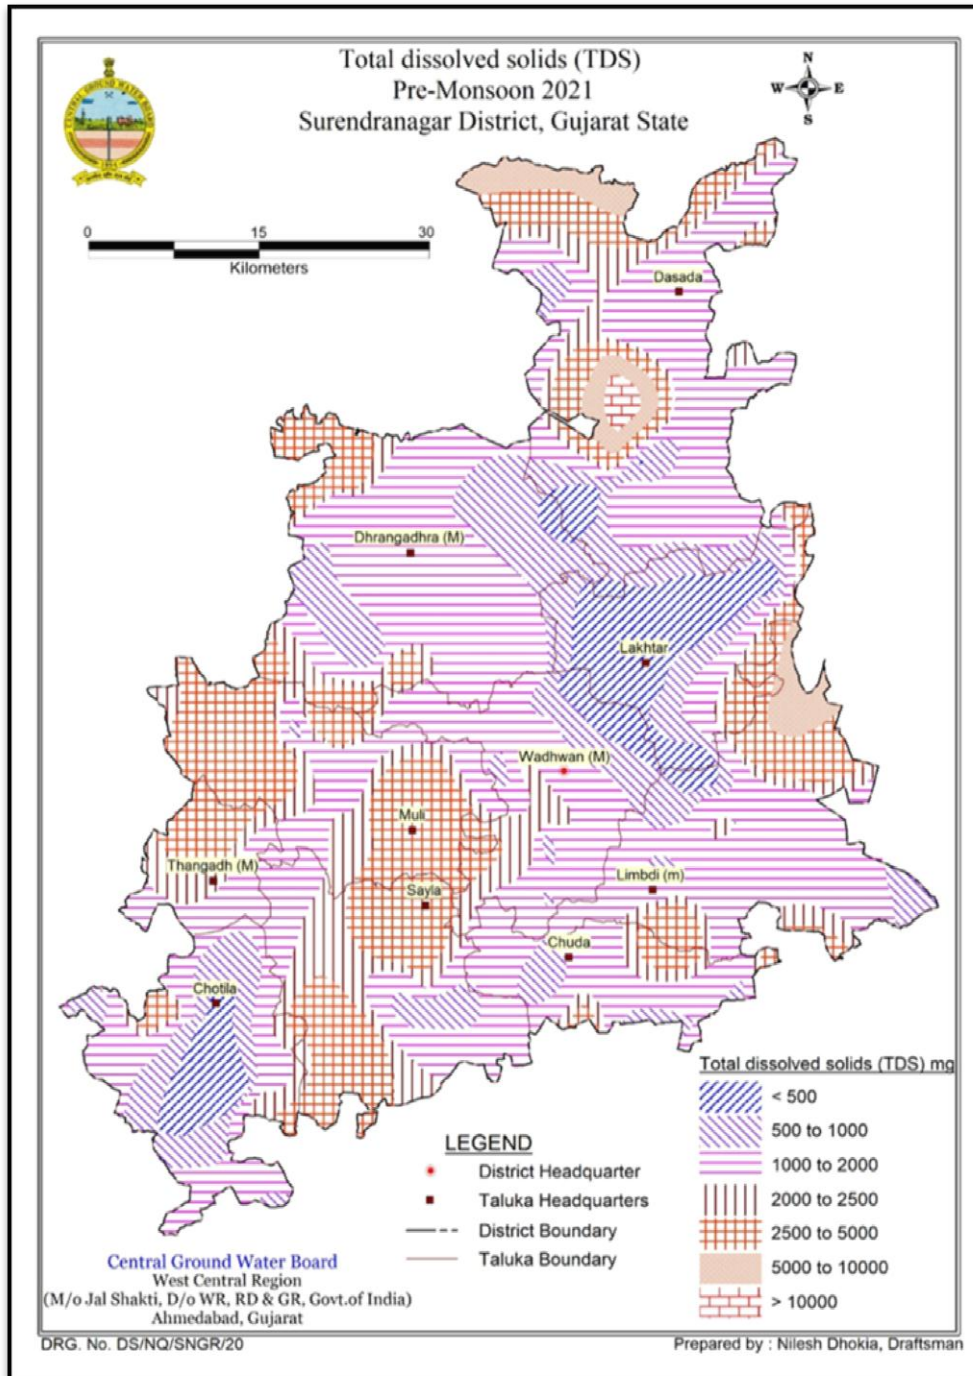 Total dissolved solids (TDS)
Pre-Monsoon 2021
Surendranagar District, Gujarat State
N
W E
S
CENTRAL GROUND WATER BOARD
0 15 30
Kilometers
Dasada
Dhrangadhra (M)
Lakhtar
Wadhwan (M)
Muli
Thangadh (M)
Sayla
Limbdi (m)
Chuda
Chotila
Total dissolved solids (TDS) mg
< 500
500 to 1000
1000 to 2000
2000 to 2500
2500 to 5000
5000 to 10000
> 10000
LEGEND
District Headquarter
Taluka Headquarters
District Boundary
Taluka Boundary
Central Ground Water Board
West Central Region
(M/o Jal Shakti, D/o WR, RD & GR, Govt.of India)
Ahmedabad, Gujarat
DRG. No. DS/NQ/SNGR/20
Prepared by : Nilesh Dhokia, Draftsman